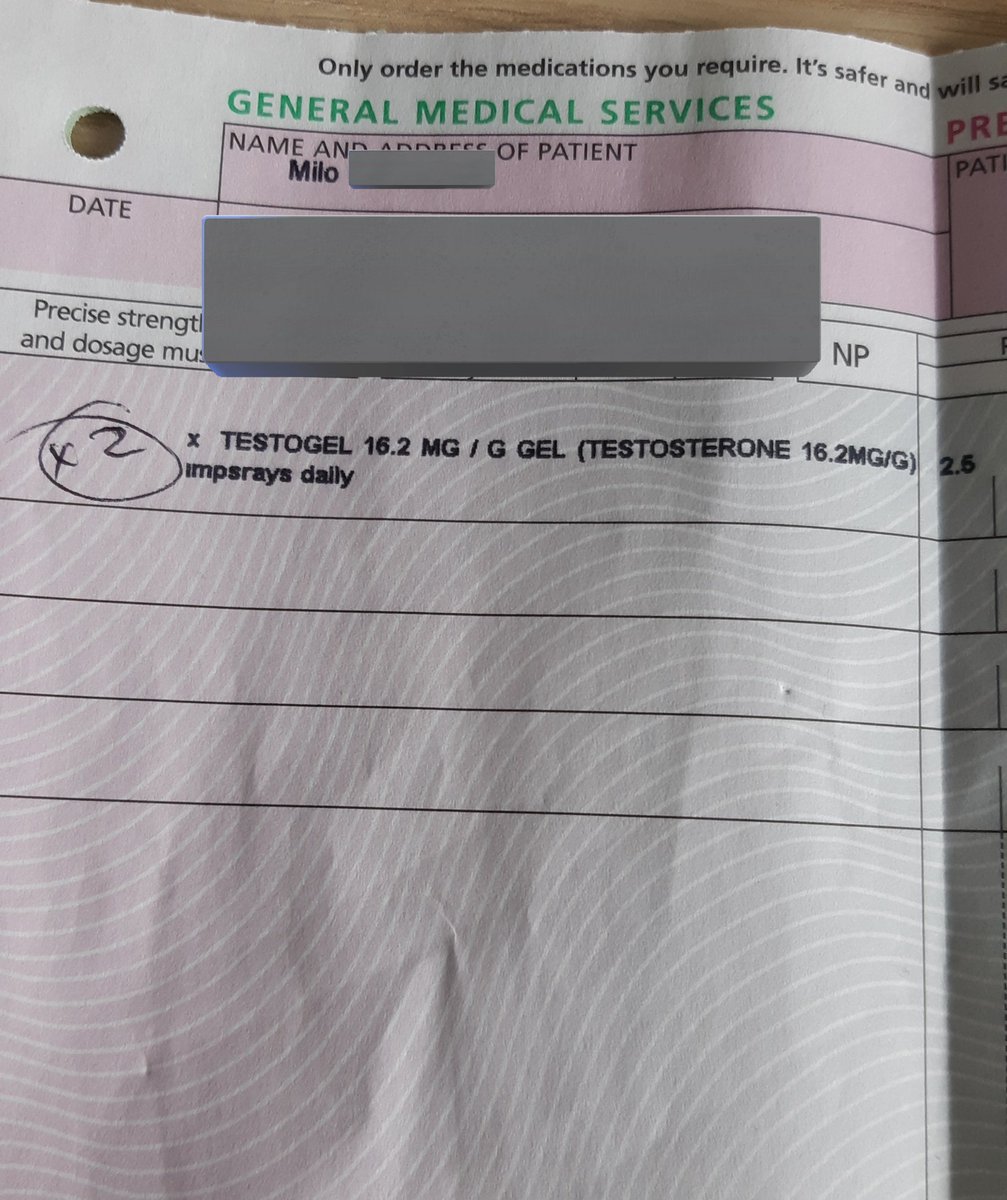 Only order the medications you require. It's safer and will sa
GENERAL MEDICAL SERVICES
PRE
NAME AND ADDRESS OF PATIENT
PATI
Milo
DATE
Precise strengt
and dosage mus
NP
x 2
x TESTOGEL 16.2 MG / G GEL (TESTOSTERONE 16.2MG/G) 2.5
impsrays daily